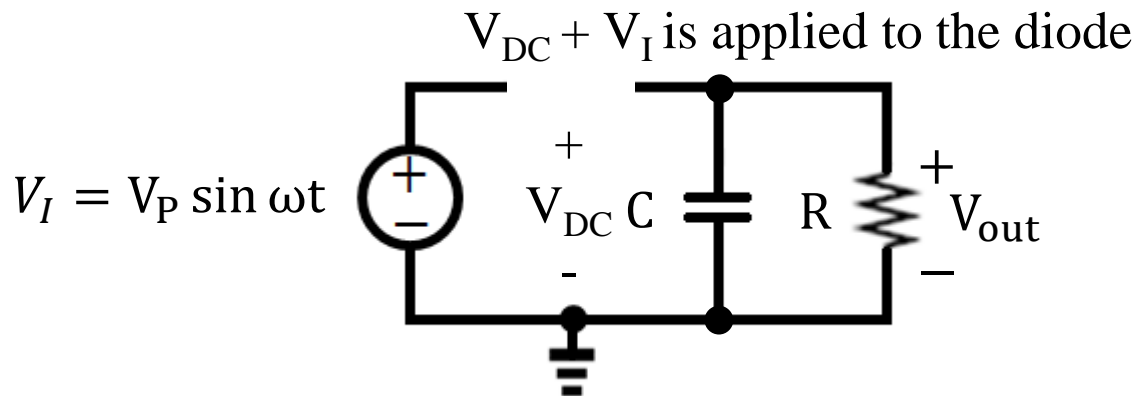 V_DC + V_I is applied to the diode
V_I = V_P sin ωt
+
−
+
V_DC
-
C
R
+
V_out
−